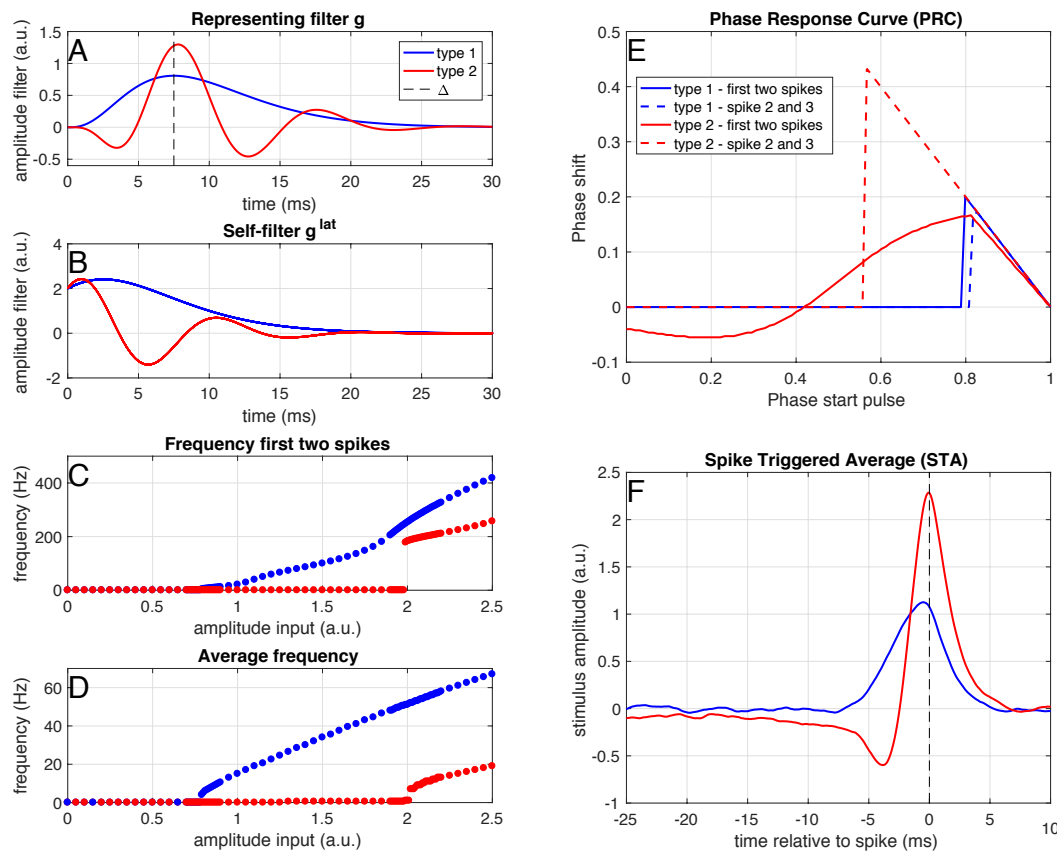 Representing filter g
A
amplitude filter (a.u.)
1.5
1
0.5
0
-0.5
type 1
type 2
Δ
0 5 10 15 20 25 30
time (ms)
Self-filter g^lat
B
amplitude filter (a.u.)
4
2
0
-2
0 5 10 15 20 25 30
time (ms)
Frequency first two spikes
C
frequency (Hz)
400
200
0
0 0.5 1 1.5 2 2.5
amplitude input (a.u.)
Average frequency
D
frequency (Hz)
60
40
20
0
0 0.5 1 1.5 2 2.5
amplitude input (a.u.)
Phase Response Curve (PRC)
E
Phase shift
0.5
0.4
0.3
0.2
0.1
0
-0.1
type 1 - first two spikes
type 1 - spike 2 and 3
type 2 - first two spikes
type 2 - spike 2 and 3
0 0.2 0.4 0.6 0.8 1
Phase start pulse
Spike Triggered Average (STA)
F
stimulus amplitude (a.u.)
2.5
2
1.5
1
0.5
0
-0.5
-1
-25 -20 -15 -10 -5 0 5 10
time relative to spike (ms)